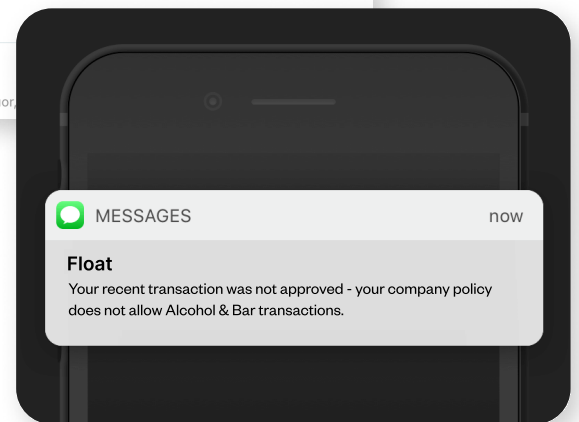 MESSAGES now
Float
Your recent transaction was not approved - your company policy
does not allow Alcohol & Bar transactions.